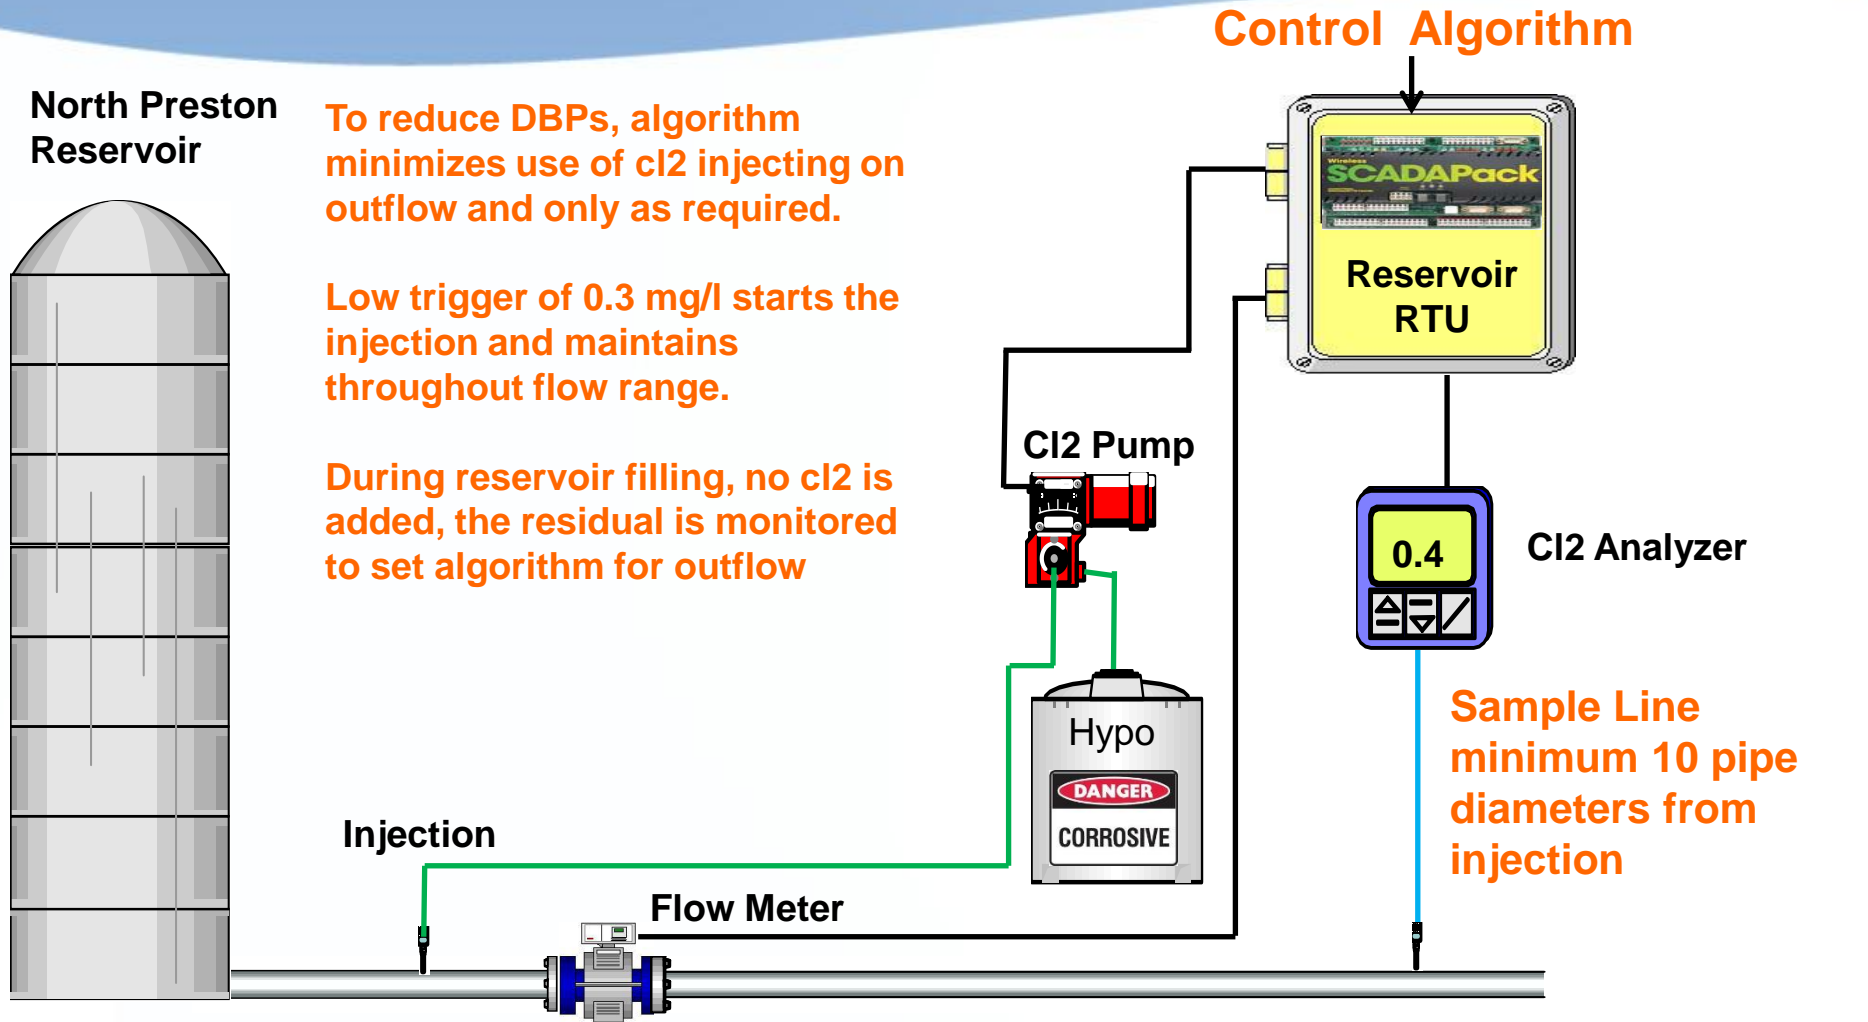 Control Algorithm
North Preston
Reservoir
To reduce DBPs, algorithm
minimizes use of cl2 injecting on
outflow and only as required.
Low trigger of 0.3 mg/l starts the
injection and maintains
throughout flow range.
During reservoir filling, no cl2 is
added, the residual is monitored
to set algorithm for outflow
Wireless
SCADAPack
Reservoir
RTU
Cl2 Pump
0.4
Cl2 Analyzer
Hypo
DANGER
CORROSIVE
Sample Line
minimum 10 pipe
diameters from
injection
Injection
Flow Meter